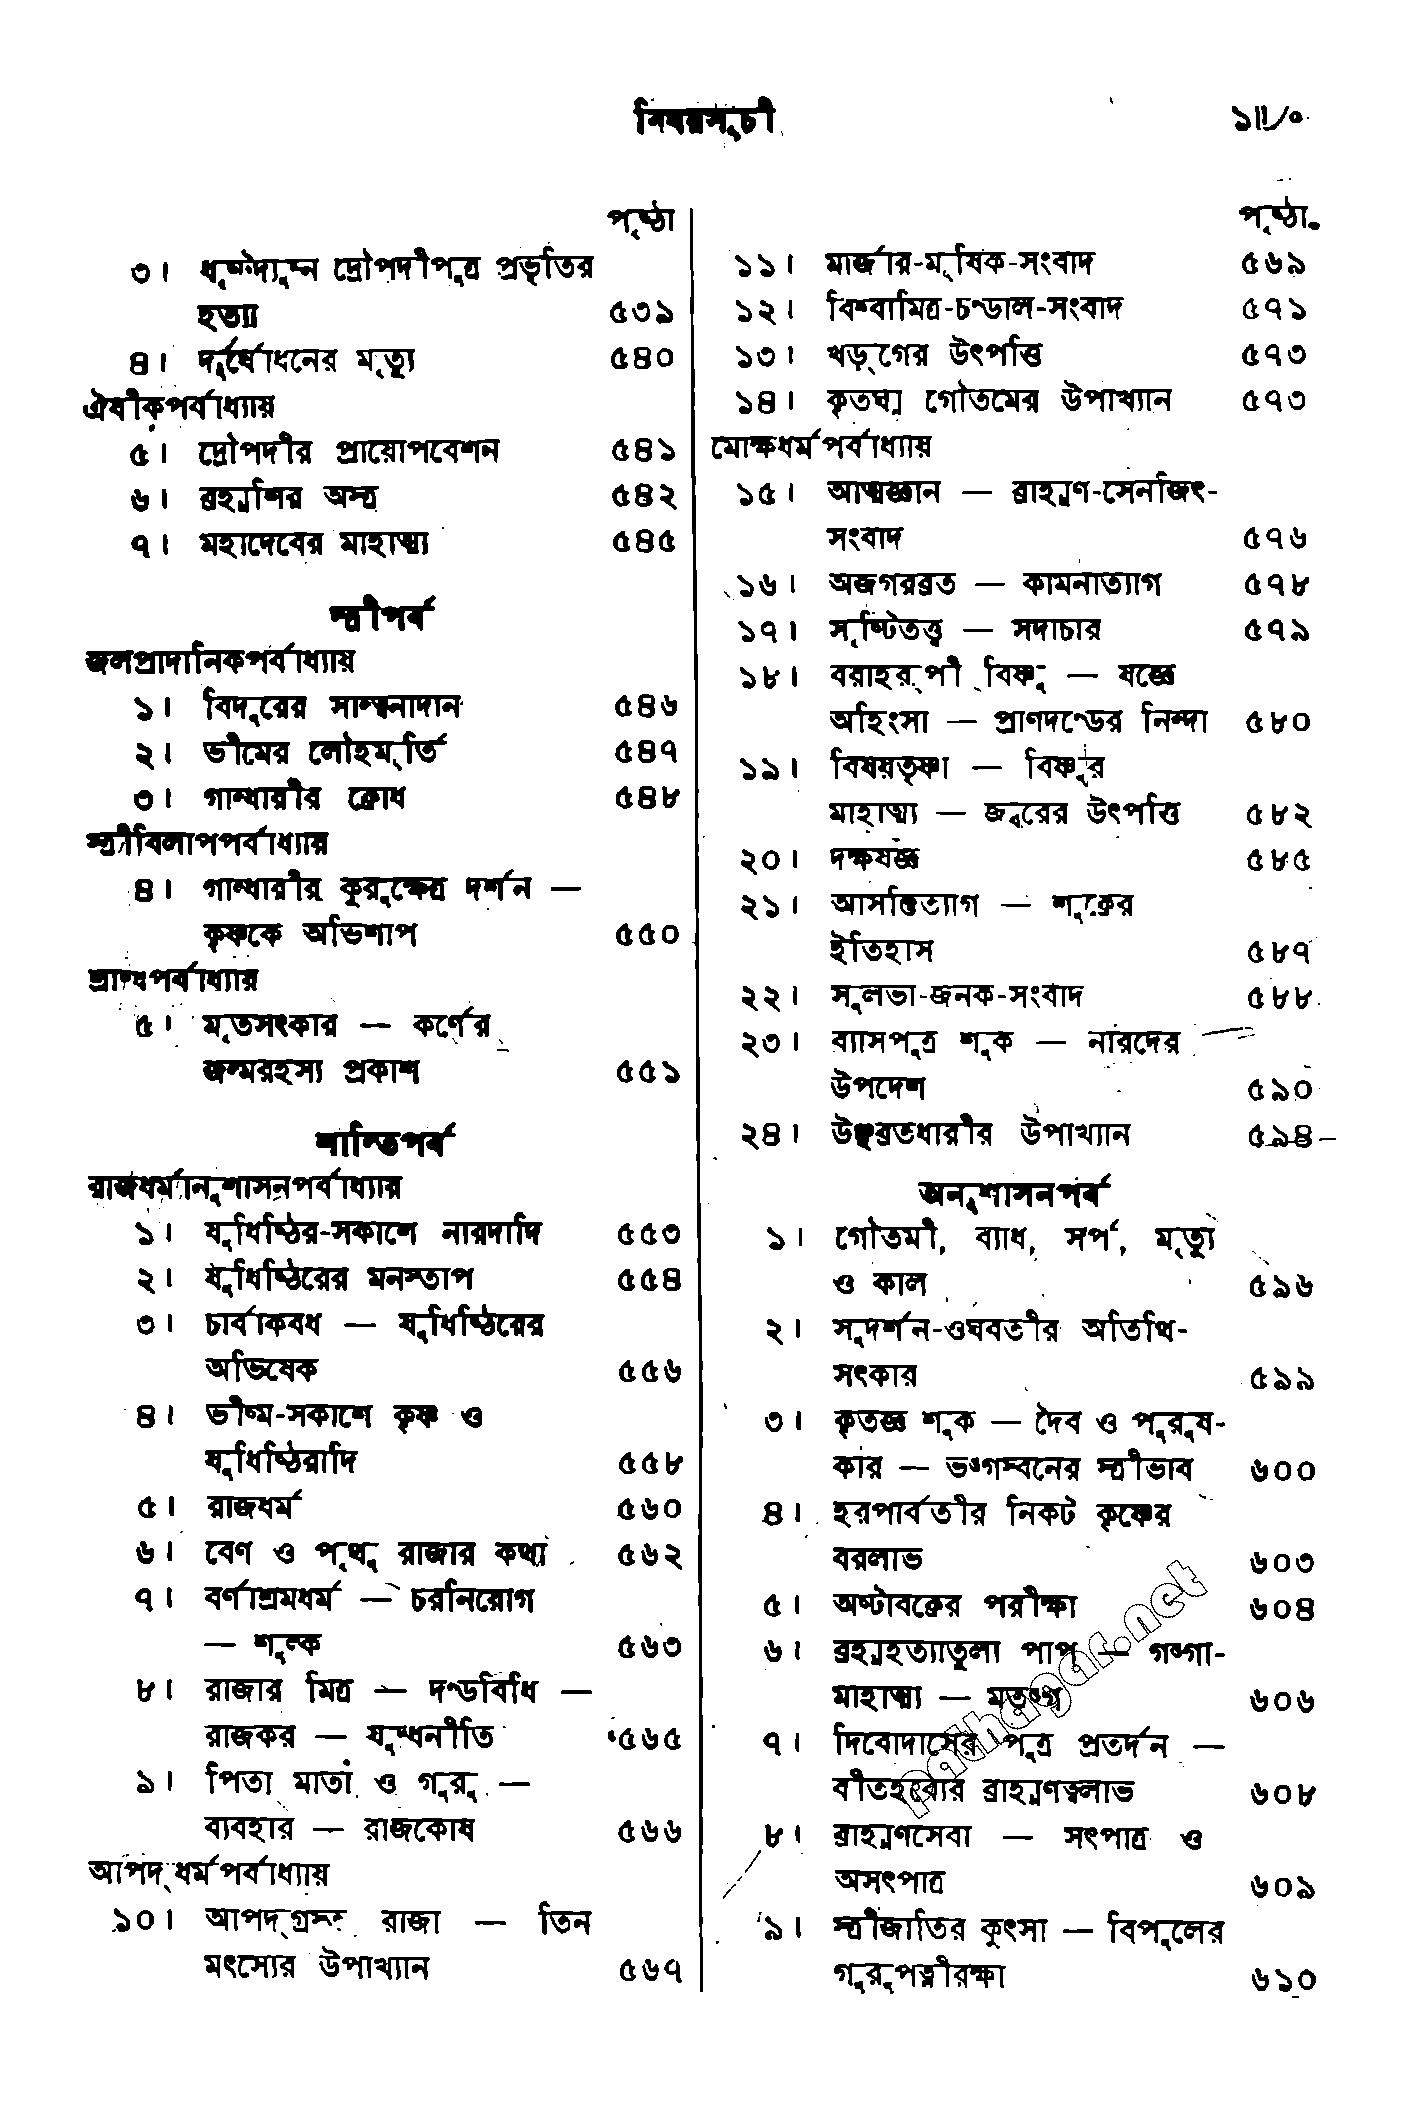 বিষয়সূচী
১॥৵০
পৃষ্ঠা
৩। ধৃষ্টদ্যুম্ন দ্রৌপদীপুত্র প্রভৃতির
হত্যা ৫৩৯
৪। দুর্যোধনের মৃত্যু ৫৪০
ঐষীকপর্বাধ্যায়
৫। দ্রৌপদীর প্রায়োপবেশন ৫৪১
৬। ব্রহ্মশির অস্ত্র ৫৪২
৭। মহাদেবের মাহাত্ম্য ৫৪৫
স্ত্রীপর্ব
জলপ্রাদানিকপর্বাধ্যায়
১। বিদুরের সান্ত্বনাদান ৫৪৬
২। ভীমের লৌহমূর্তি ৫৪৭
৩। গান্ধারীর ক্রোধ ৫৪৮
স্ত্রীবিলাপপর্বাধ্যায়
৪। গান্ধারীর কুরুক্ষেত্র দর্শন —
কৃষ্ণকে অভিশাপ ৫৫০
শ্রাদ্ধপর্বাধ্যায়
৫। মৃতসৎকার — কর্ণের
জন্মরহস্য প্রকাশ ৫৫১
শান্তিপর্ব
রাজধর্মানুশাসনপর্বাধ্যায়
১। যুধিষ্ঠির-সকাশে নারদাদি ৫৫৩
২। যুধিষ্ঠিরের মনস্তাপ ৫৫৪
৩। চার্বাকবধ — যুধিষ্ঠিরের
অভিষেক ৫৫৬
৪। ভীষ্ম-সকাশে কৃষ্ণ ও
যুধিষ্ঠিরাদি ৫৫৮
৫। রাজধর্ম ৫৬০
৬। বেণ ও পৃথু রাজার কথা ৫৬২
৭। বর্ণাশ্রমধর্ম — চরনিয়োগ
— শুল্ক ৫৬৩
৮। রাজার মিত্র — দণ্ডবিধি —
রাজকর — যুদ্ধনীতি ৫৬৫
৯। পিতা মাতা ও গুরু —
ব্যবহার — রাজকোষ ৫৬৬
আপদ্‌ধর্মপর্বাধ্যায়
১০। আপদ্‌গ্রস্ত রাজা — তিন
মৎস্যের উপাখ্যান ৫৬৭
পৃষ্ঠা
১১। মার্জার-মূষিক-সংবাদ ৫৬৯
১২। বিশ্বামিত্র-চণ্ডাল-সংবাদ ৫৭১
১৩। খড়্‌গের উৎপত্তি ৫৭৩
১৪। কৃতঘ্ন গৌতমের উপাখ্যান ৫৭৩
মোক্ষধর্মপর্বাধ্যায়
১৫। আত্মজ্ঞান — ব্রাহ্মণ-সেনজিৎ-
সংবাদ ৫৭৬
১৬। অজগরব্রত — কামনাত্যাগ ৫৭৮
১৭। সৃষ্টিতত্ত্ব — সদাচার ৫৭৯
১৮। বরাহরূপী বিষ্ণু — যজ্ঞে
অহিংসা — প্রাণদণ্ডের নিন্দা ৫৮০
১৯। বিষয়তৃষ্ণা — বিষ্ণুর
মাহাত্ম্য — জ্বরের উৎপত্তি ৫৮২
২০। দক্ষযজ্ঞ ৫৮৫
২১। আসক্তিত্যাগ — শুক্রের
ইতিহাস ৫৮৭
২২। সুলভা-জনক-সংবাদ ৫৮৮
২৩। ব্যাসপুত্র শুক — নারদের
উপদেশ ৫৯০
২৪। উঞ্ছব্রতধারীর উপাখ্যান ৫৯৪
অনুশাসনপর্ব
১। গৌতমী, ব্যাধ, সর্প, মৃত্যু
ও কাল ৫৯৬
২। সুদর্শন-ওঘবতীর অতিথি-
সৎকার ৫৯৯
৩। কৃতজ্ঞ শুক — দৈব ও পুরুষ-
কার — ভঙ্গাস্বনের স্ত্রীভাব ৬০০
৪। হরপার্বতীর নিকট কৃষ্ণের
বরলাভ ৬০৩
৫। অষ্টাবক্রের পরীক্ষা ৬০৪
৬। ব্রহ্মহত্যাতুল্য পাপ — গঙ্গা-
মাহাত্ম্য — মতঙ্গ ৬০৬
৭। দিবোদাসের পুত্র প্রতর্দন —
বীতহব্যের ব্রাহ্মণত্বলাভ ৬০৮
৮। ব্রাহ্মণসেবা — সৎপাত্র ও
অসৎপাত্র ৬০৯
৯। স্ত্রীজাতির কুৎসা — বিপুলের
গুরুপত্নীরক্ষা ৬১০
pathagar.net